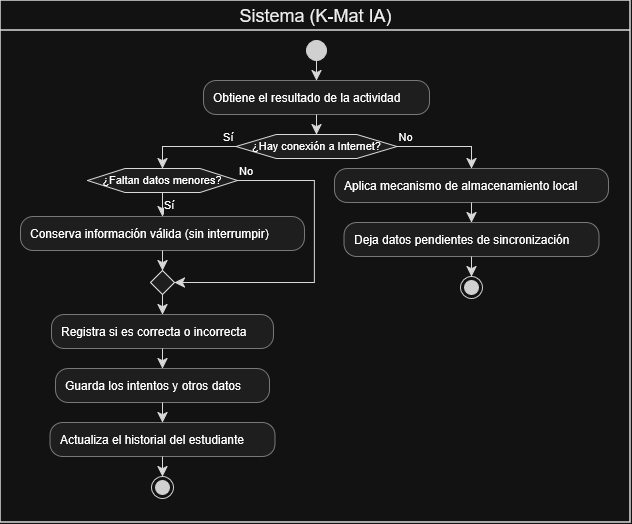 Sistema (K-Mat IA)
Obtiene el resultado de la actividad
¿Hay conexión a Internet?
Sí
No
¿Faltan datos menores?
No
Sí
Conserva información válida (sin interrumpir)
Registra si es correcta o incorrecta
Guarda los intentos y otros datos
Actualiza el historial del estudiante
Aplica mecanismo de almacenamiento local
Deja datos pendientes de sincronización